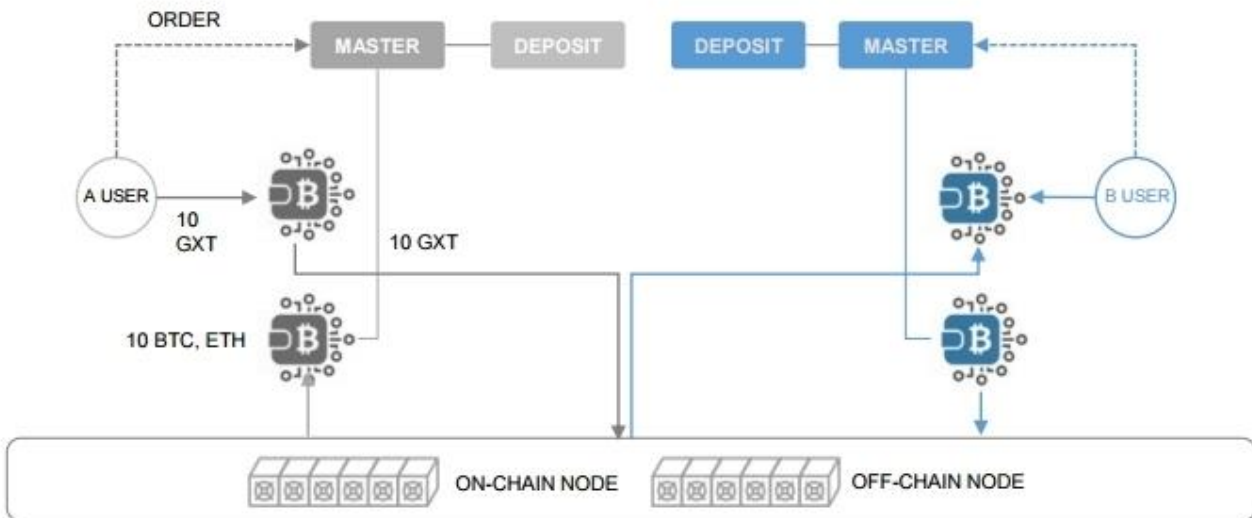 ORDER
MASTER
DEPOSIT
DEPOSIT
MASTER
A USER
10
GXT
10 GXT
B USER
10 BTC, ETH
ON-CHAIN NODE
OFF-CHAIN NODE